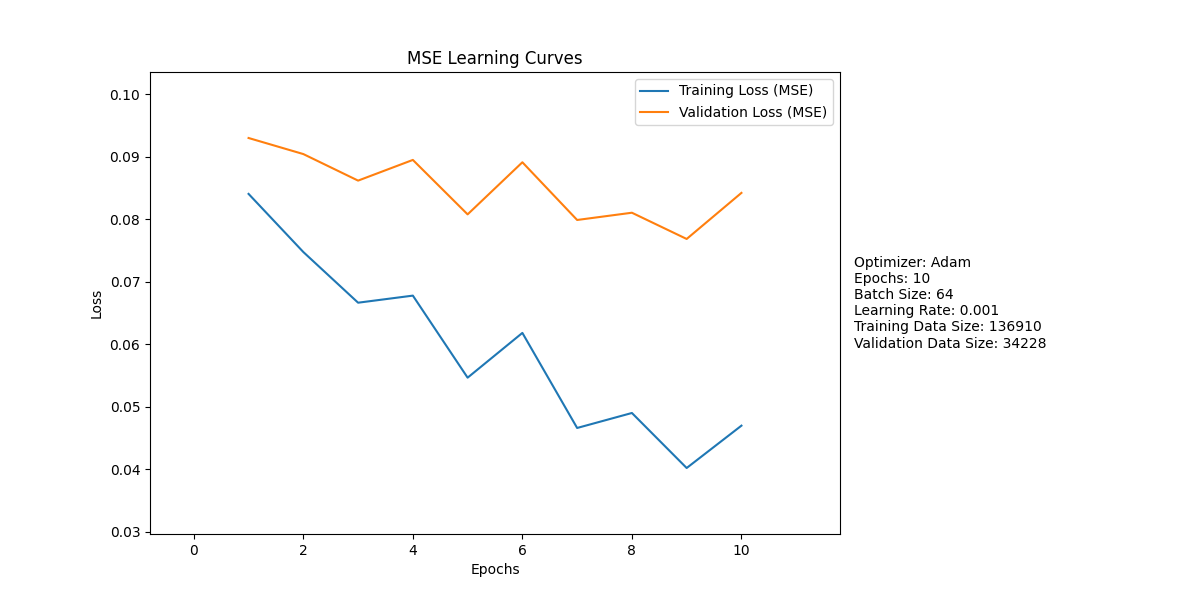 MSE Learning Curves
Training Loss (MSE)
Validation Loss (MSE)
0.10
0.09
0.08
0.07
0.06
0.05
0.04
0.03
Loss
0 2 4 6 8 10
Epochs
Optimizer: Adam
Epochs: 10
Batch Size: 64
Learning Rate: 0.001
Training Data Size: 136910
Validation Data Size: 34228